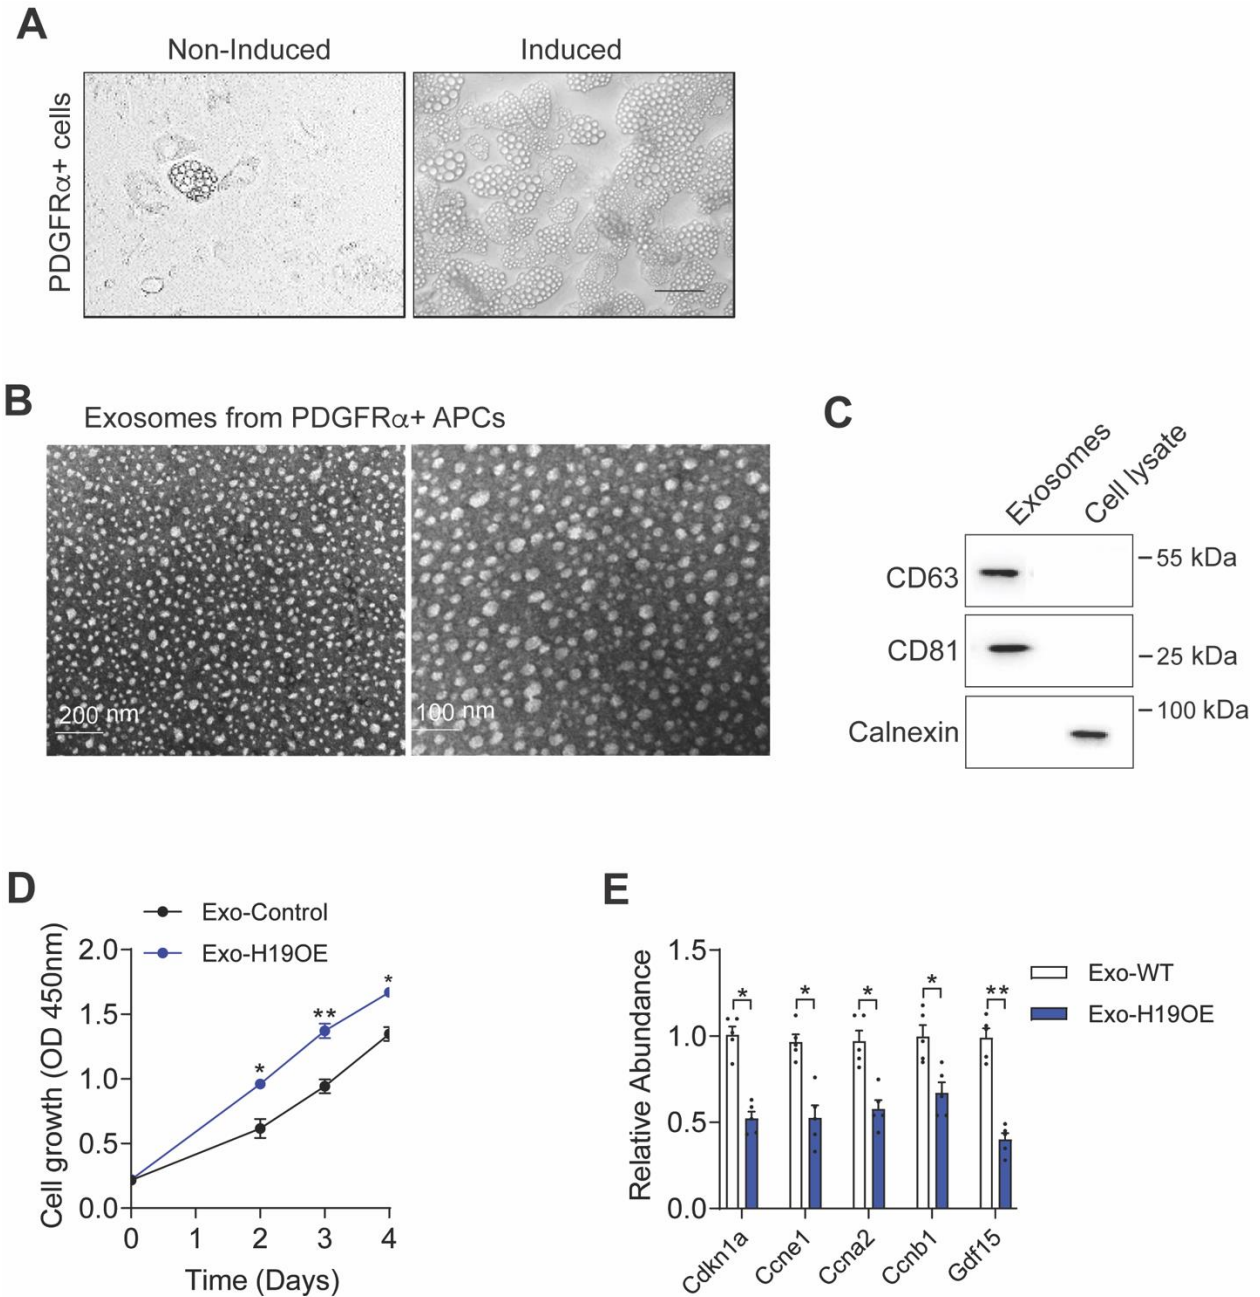 A
Non-Induced
Induced
PDGFRα+ cells
B
Exosomes from PDGFRα+ APCs
200 nm
100 nm
C
Exosomes
Cell lysate
CD63
55 kDa
CD81
25 kDa
Calnexin
100 kDa
D
Exo-Control
Exo-H19OE
Cell growth (OD 450nm)
2.0
1.5
1.0
0.5
0.0
*
**
*
0 1 2 3 4
Time (Days)
E
Relative Abundance
1.5
1.0
0.5
0.0
* * * * **
Exo-WT
Exo-H19OE
Cdkn1a
Ccne1
Ccna2
Ccnb1
Gdf15